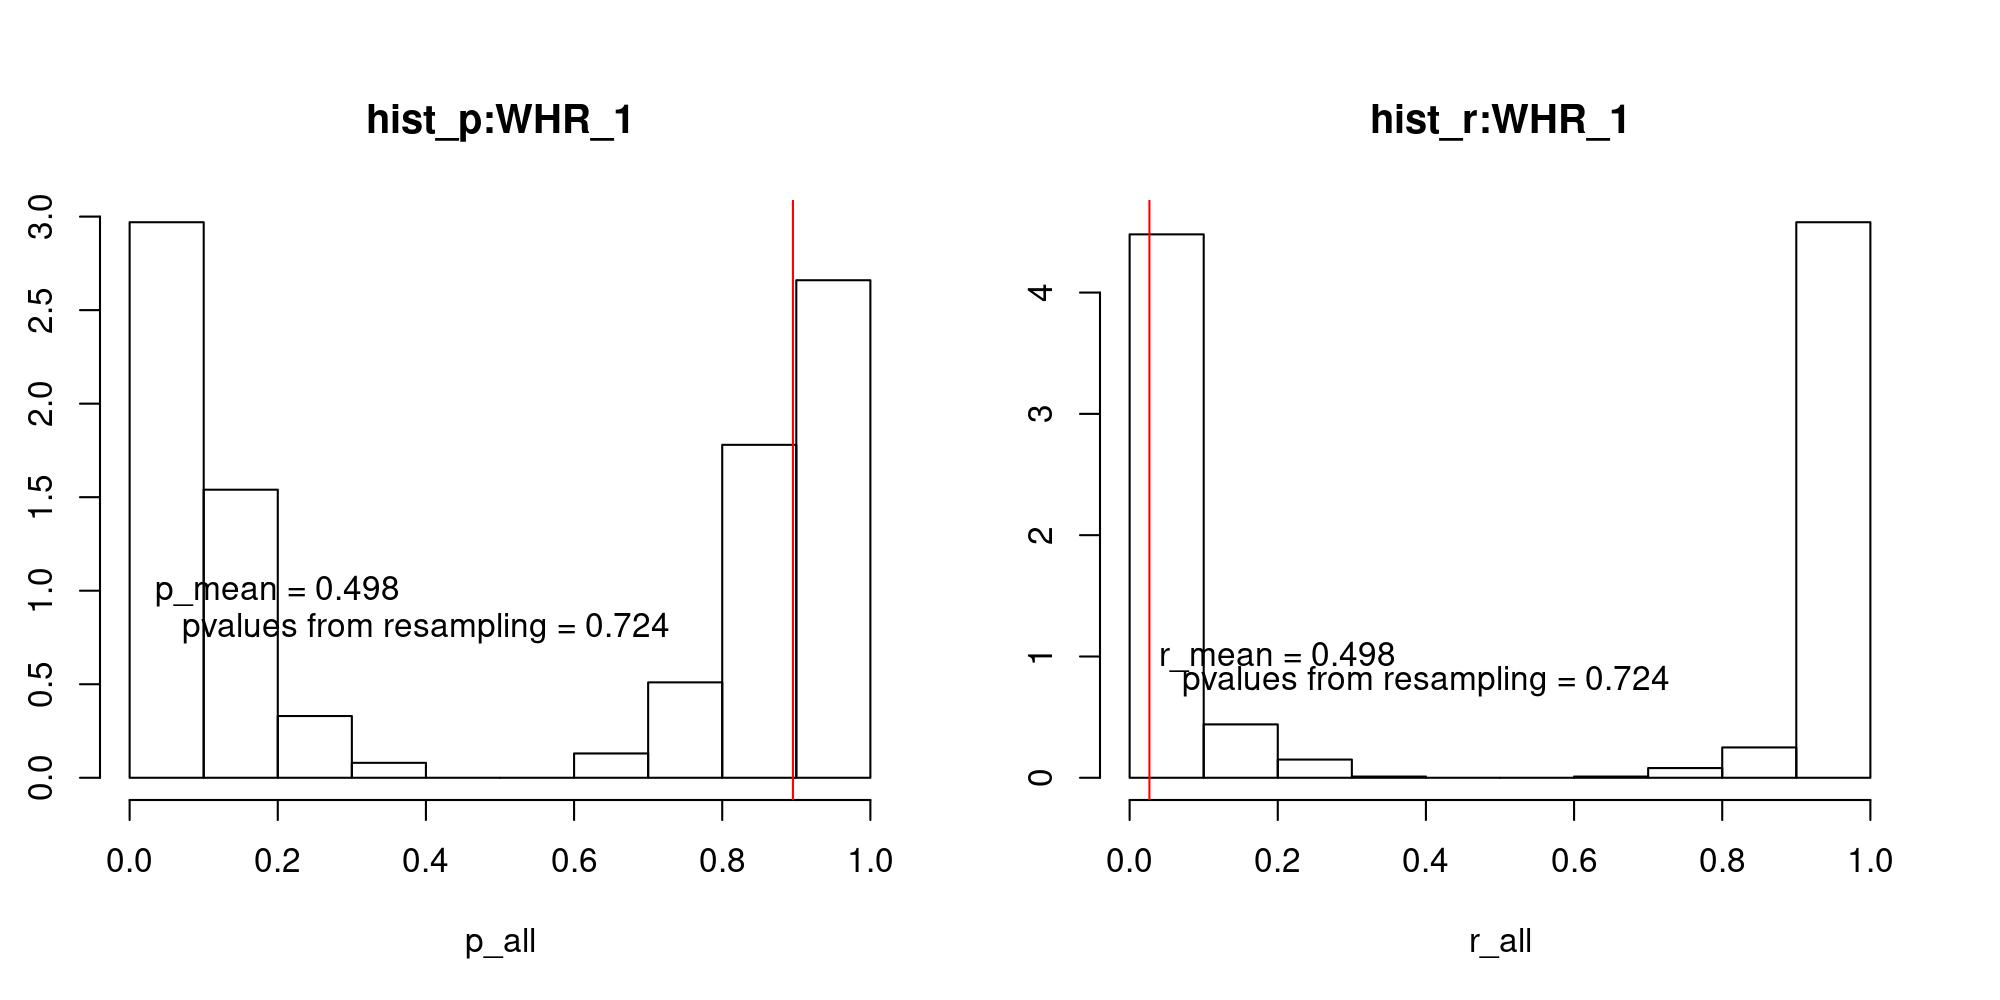 hist_p:WHR_1
3.0
2.5
2.0
1.5
1.0
0.5
0.0
p_mean = 0.498
pvalues from resampling = 0.724
0.0 0.2 0.4 0.6 0.8 1.0
p_all
hist_r:WHR_1
4
3
2
1
0
r_mean = 0.498
pvalues from resampling = 0.724
0.0 0.2 0.4 0.6 0.8 1.0
r_all